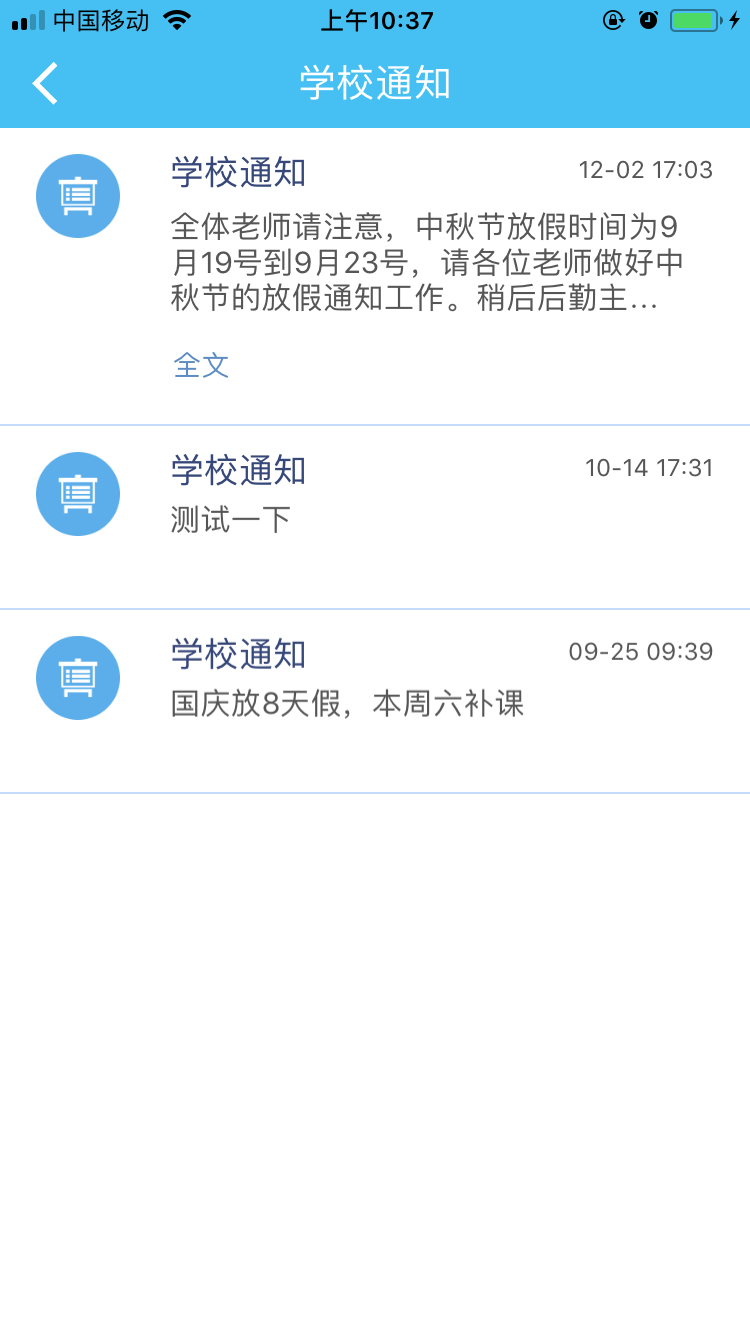 中国移动
上午10:37
学校通知
学校通知
12-02 17:03
全体老师请注意，中秋节放假时间为9
月19号到9月23号，请各位老师做好中
秋节的放假通知工作。稍后后勤主...
全文
学校通知
10-14 17:31
测试一下
学校通知
09-25 09:39
国庆放8天假，本周六补课